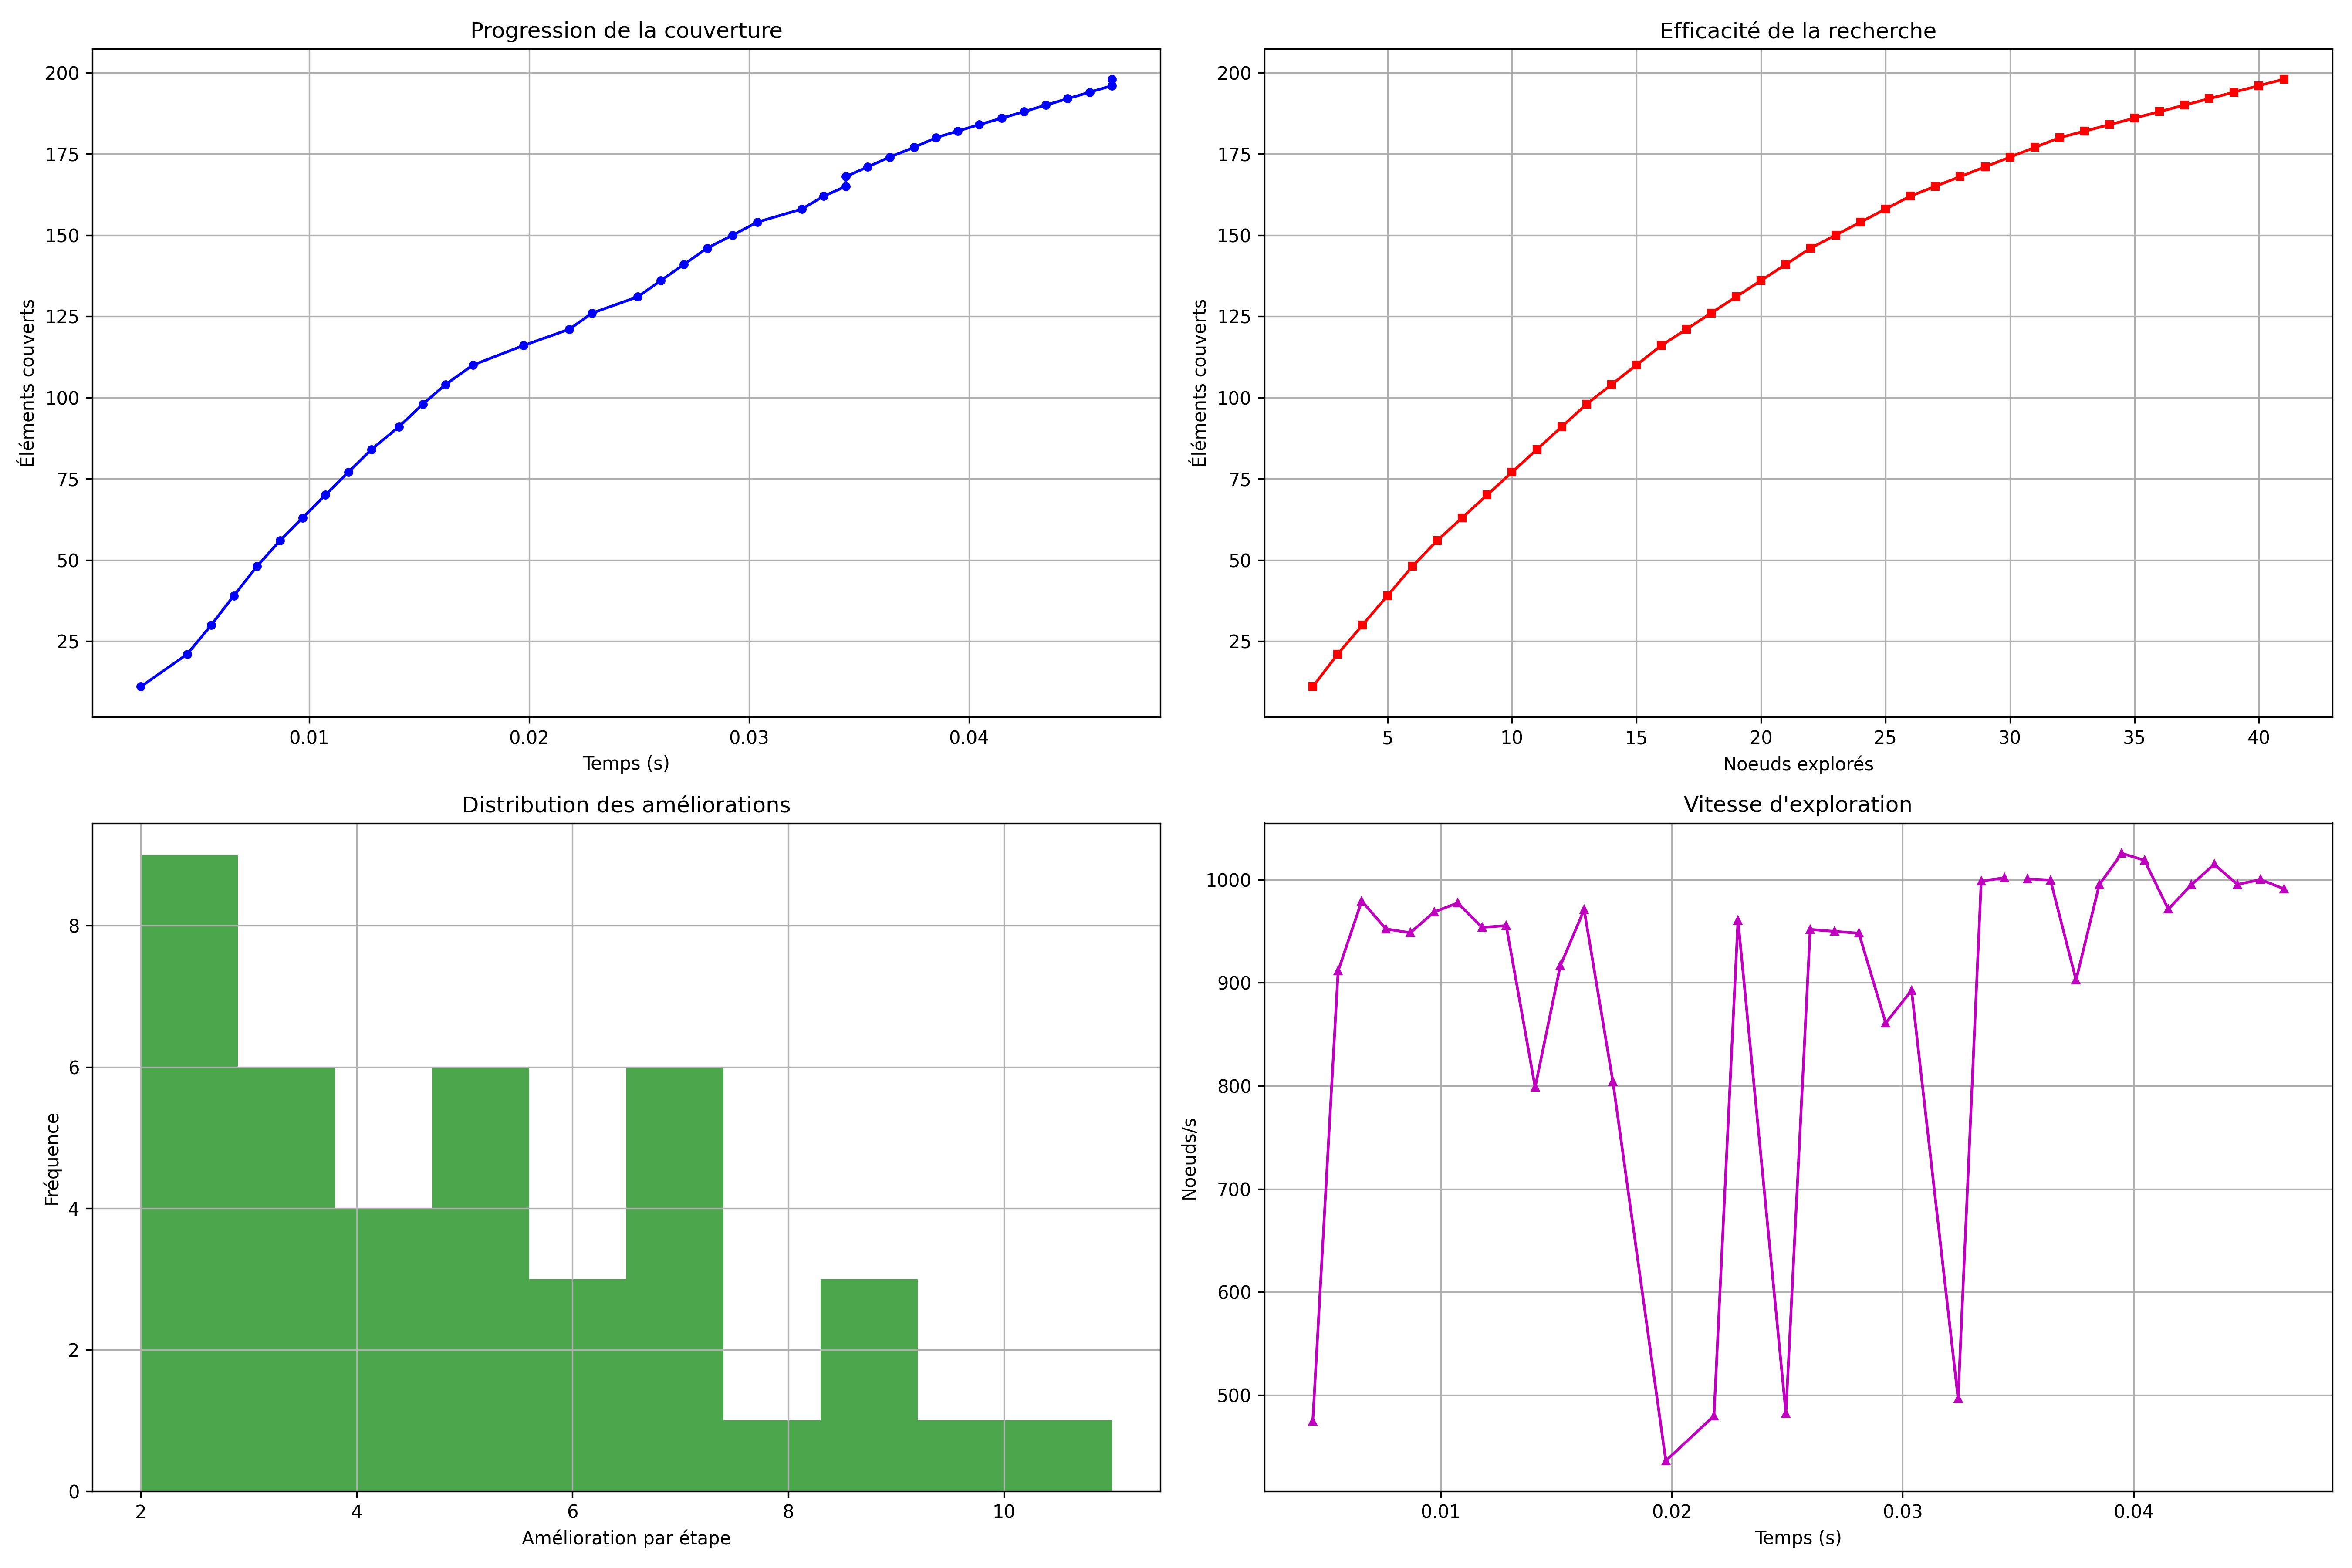 Progression de la couverture
200
175
150
125
100
75
50
25
Éléments couverts
0.01 0.02 0.03 0.04
Temps (s)
Efficacité de la recherche
200
175
150
125
100
75
50
25
Éléments couverts
5 10 15 20 25 30 35 40
Noeuds explorés
Distribution des améliorations
8
6
4
2
0
Fréquence
2 4 6 8 10
Amélioration par étape
Vitesse d'exploration
1000
900
800
700
600
500
Noeuds/s
0.01 0.02 0.03 0.04
Temps (s)